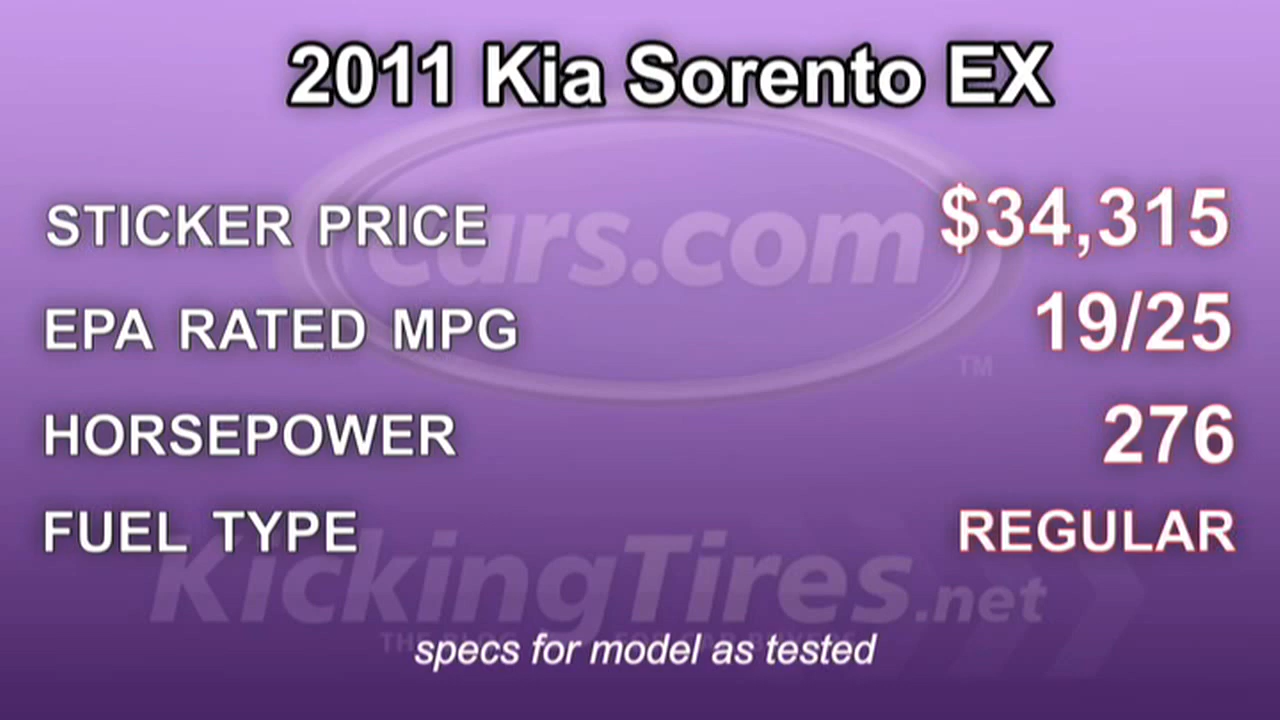 2011 Kia Sorento EX
cars.com
STICKER PRICE $34,315
EPA RATED MPG 19/25
TM
HORSEPOWER 276
FUEL TYPE REGULAR
KickingTires.net
specs for model as tested